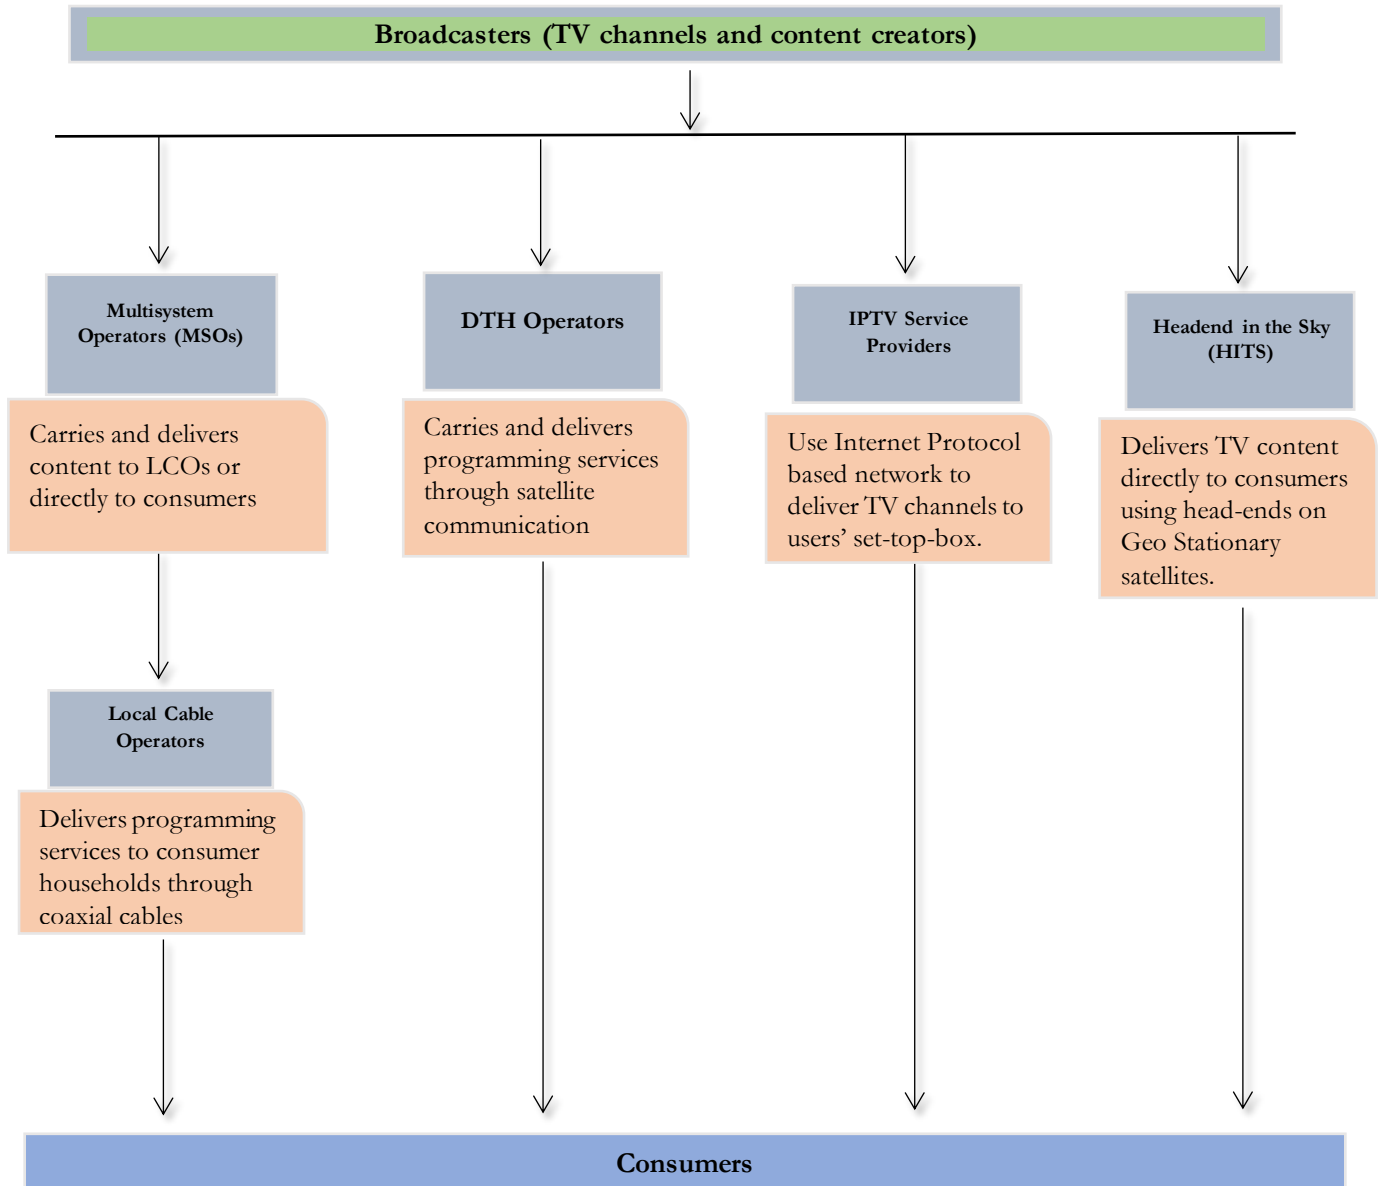 Broadcasters (TV channels and content creators)
Multisystem
Operators (MSOs)
Carries and delivers
content to LCOs or
directly to consumers
DTH Operators
Carries and delivers
programming services
through satellite
communication
IPTV Service
Providers
Use Internet Protocol
based network to
deliver TV channels to
users’ set-top-box.
Headend in the Sky
(HITS)
Delivers TV content
directly to consumers
using head-ends on
Geo Stationary
satellites.
Local Cable
Operators
Delivers programming
services to consumer
households through
coaxial cables
Consumers